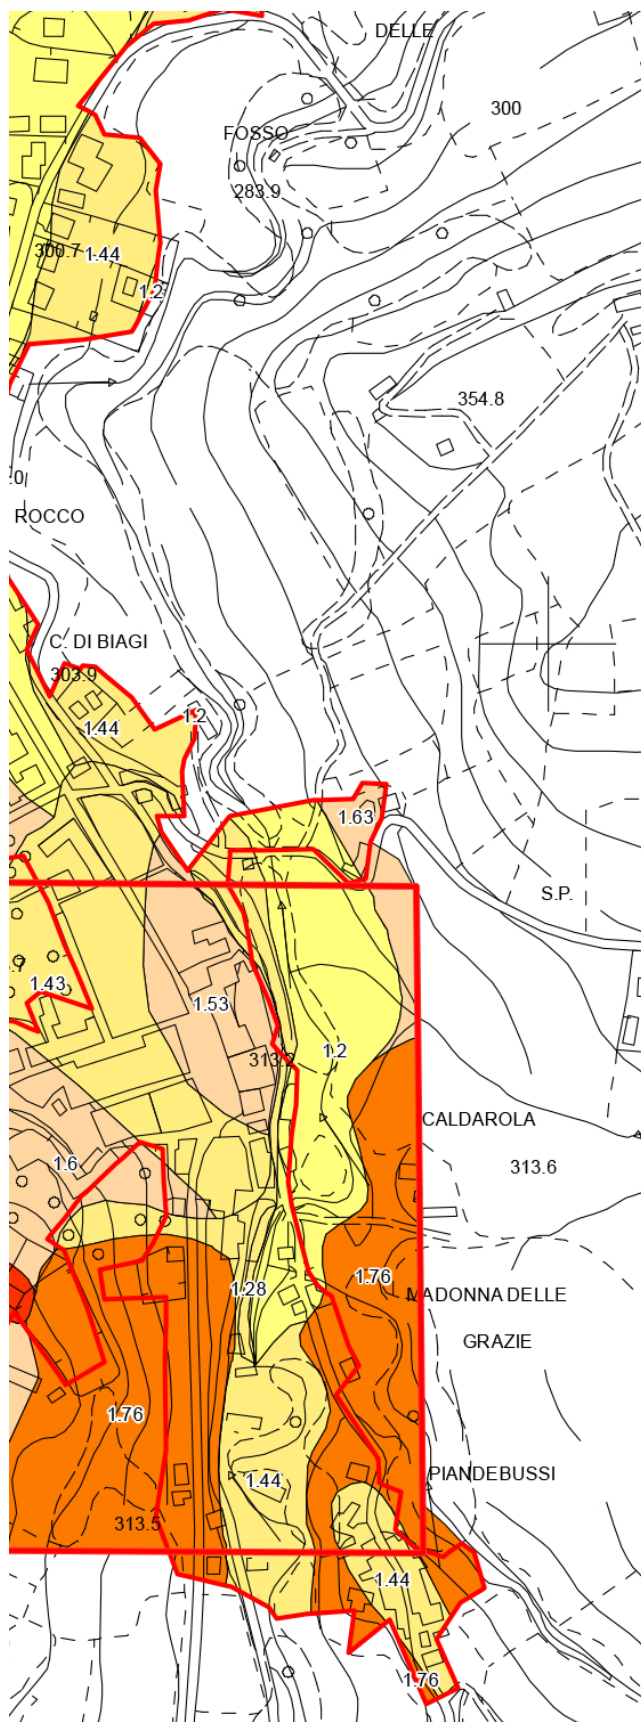 DELLE
300
FOSSO
283.9
300.7
1.44
1.2
354.8
ROCCO
C. DI BIAGI
303.9
1.2
1.44
1.63
S.P.
1.43
1.53
1.2
313.2
CALDAROLA
1.6
313.6
1.76
1.28
MADONNA DELLE
GRAZIE
1.76
1.44
PIANDEBUSSI
313.5
1.44
1.76